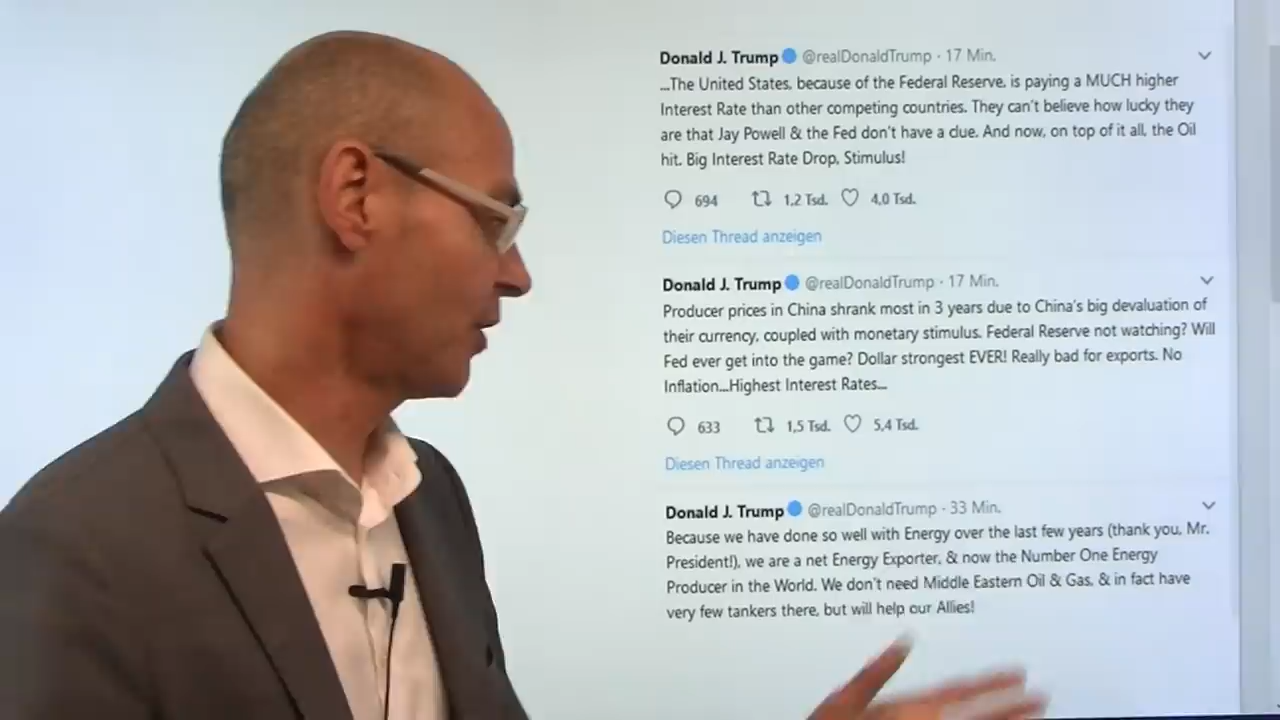 Donald J. Trump @realDonaldTrump · 17 Min.
...The United States, because of the Federal Reserve, is paying a MUCH higher
Interest Rate than other competing countries. They can't believe how lucky they
are that Jay Powell & the Fed don't have a clue. And now, on top of it all, the Oil
hit. Big Interest Rate Drop, Stimulus!
694 1,2 Tsd. 4,0 Tsd.
Diesen Thread anzeigen
Donald J. Trump @realDonaldTrump · 17 Min.
Producer prices in China shrank most in 3 years due to China's big devaluation of
their currency, coupled with monetary stimulus. Federal Reserve not watching? Will
Fed ever get into the game? Dollar strongest EVER! Really bad for exports. No
Inflation...Highest Interest Rates...
633 1,5 Tsd. 5,4 Tsd.
Diesen Thread anzeigen
Donald J. Trump @realDonaldTrump · 33 Min.
Because we have done so well with Energy over the last few years (thank you, Mr.
President!), we are a net Energy Exporter, & now the Number One Energy
Producer in the World. We don't need Middle Eastern Oil & Gas, & in fact have
very few tankers there, but will help our Allies!